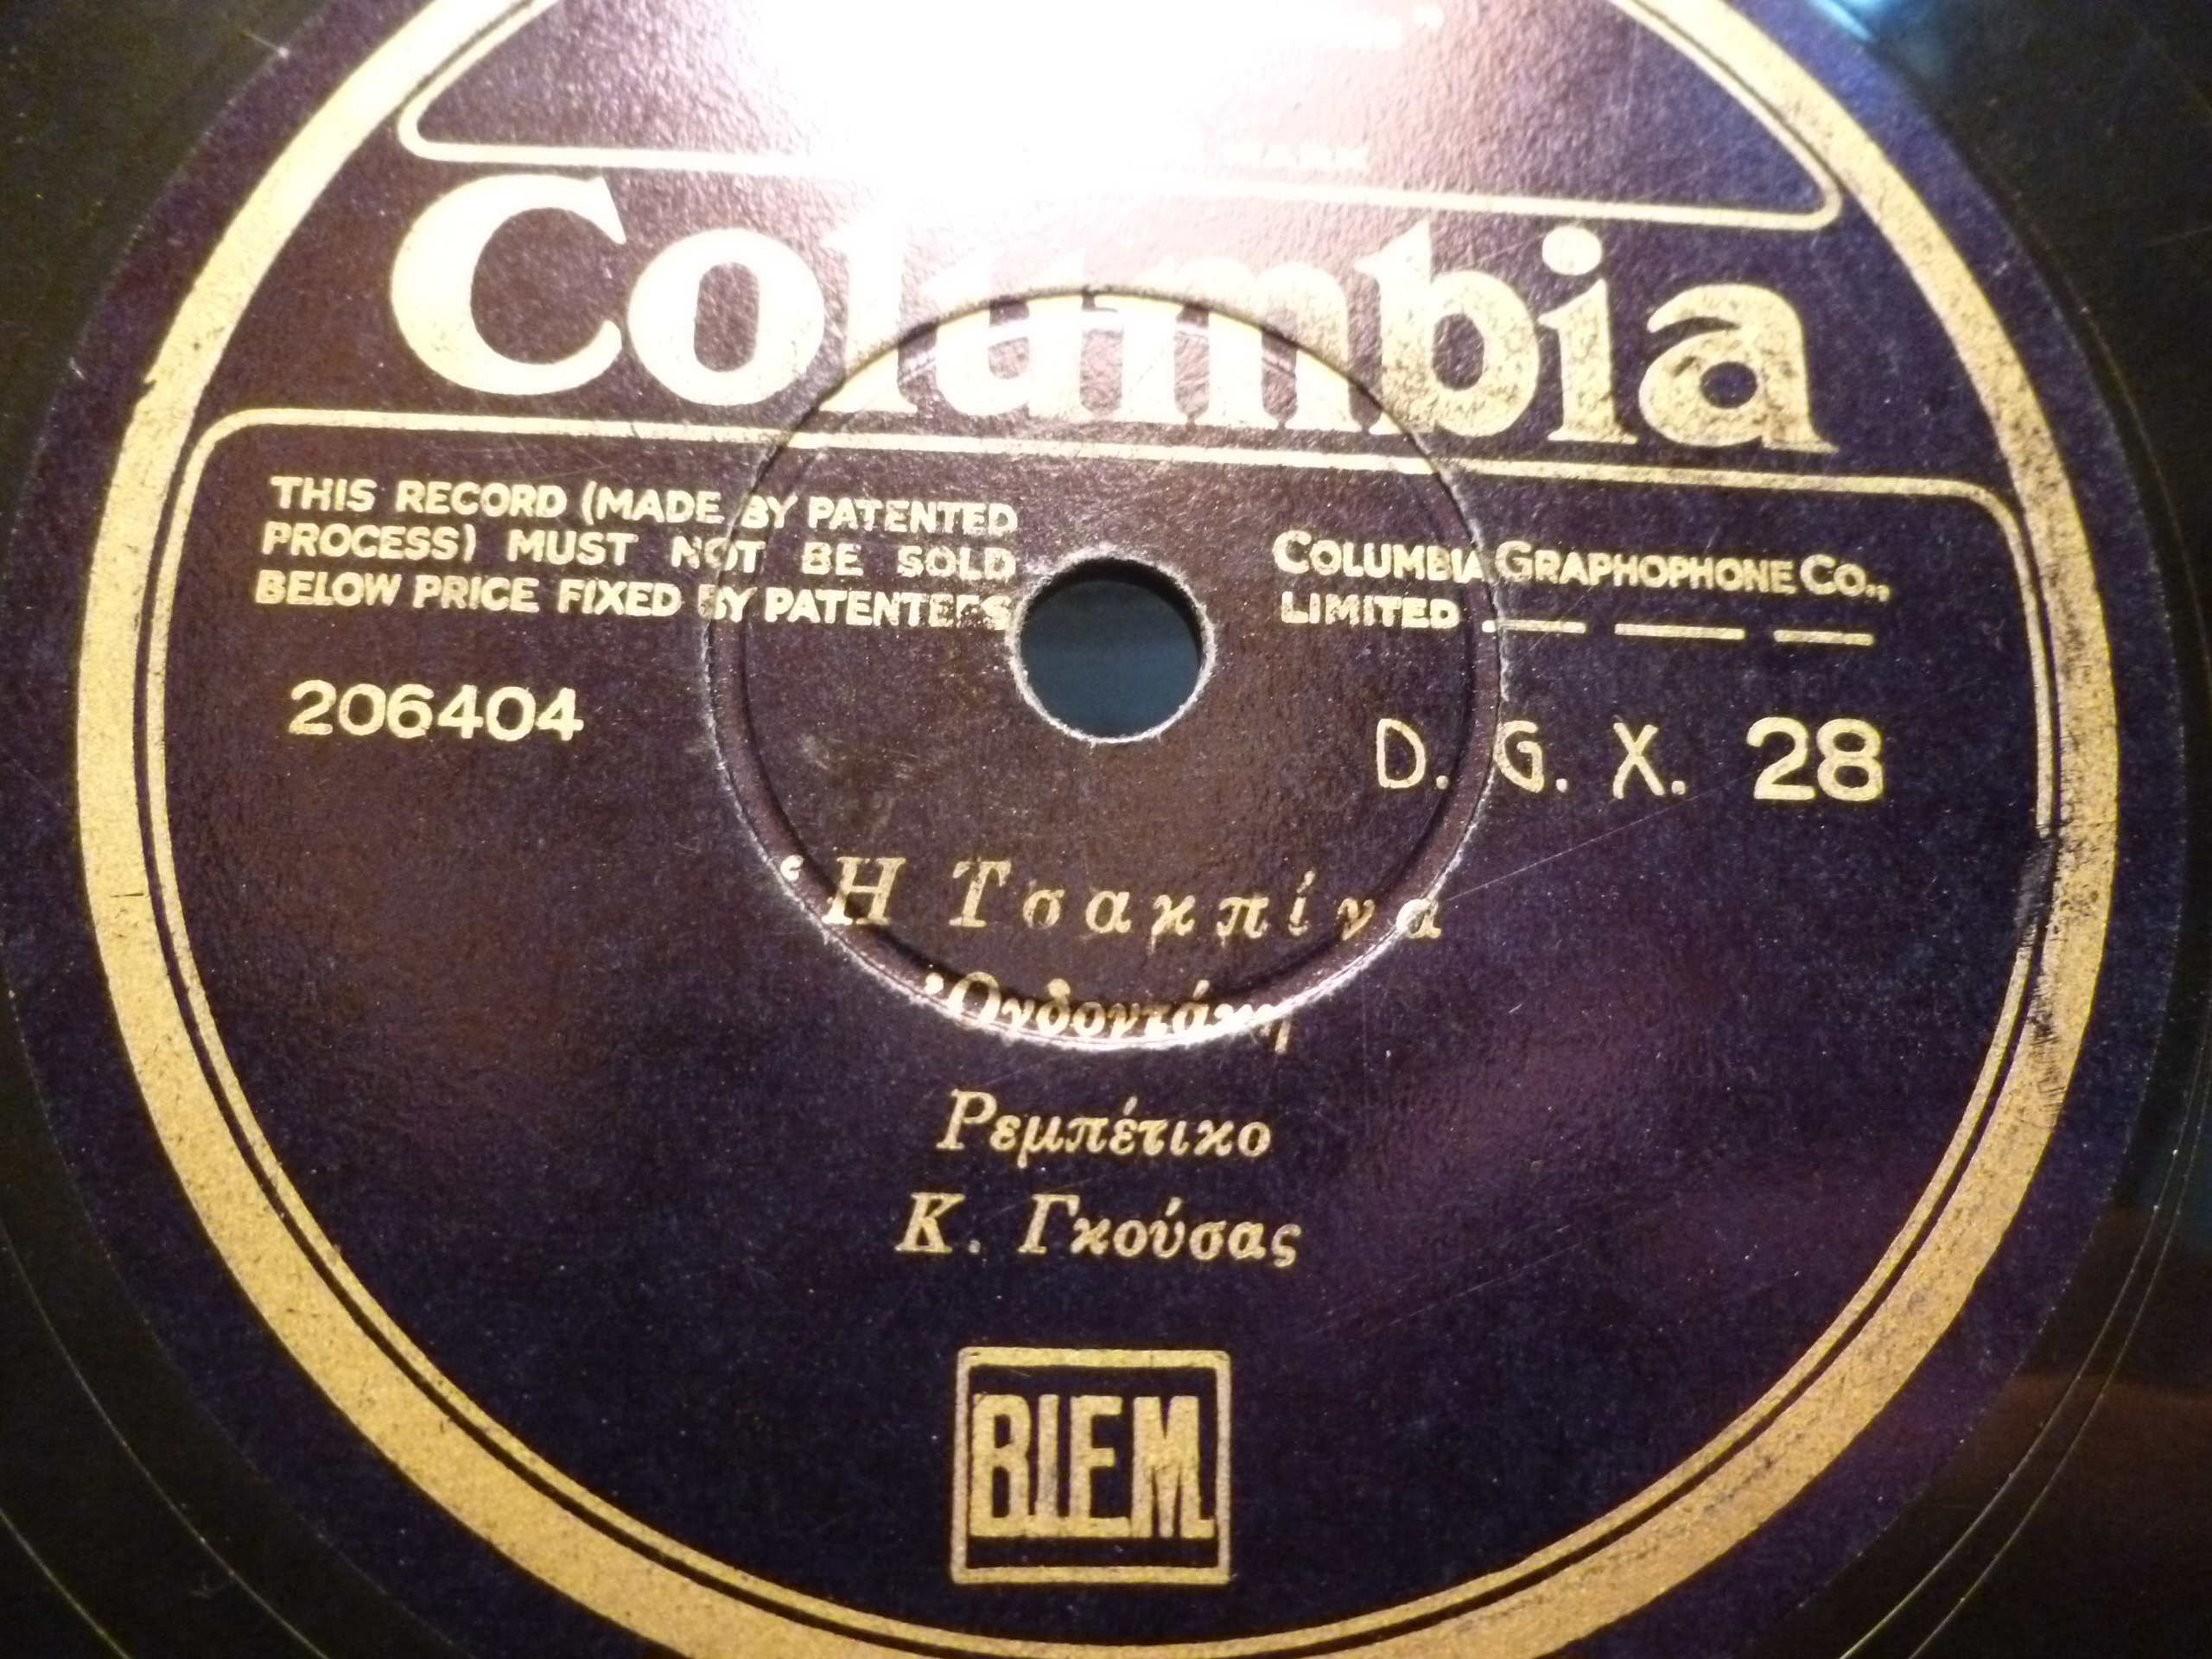 Columbia
THIS RECORD (MADE BY PATENTED
PROCESS) MUST NOT BE SOLD
BELOW PRICE FIXED BY PATENTEES
COLUMBIA GRAPHOPHONE CO.,
LIMITED.
206404
D. G. X. 28
Ἡ Τσακπίνα
Ρεμπέτικο
Κ. Γκούσας
BIEM